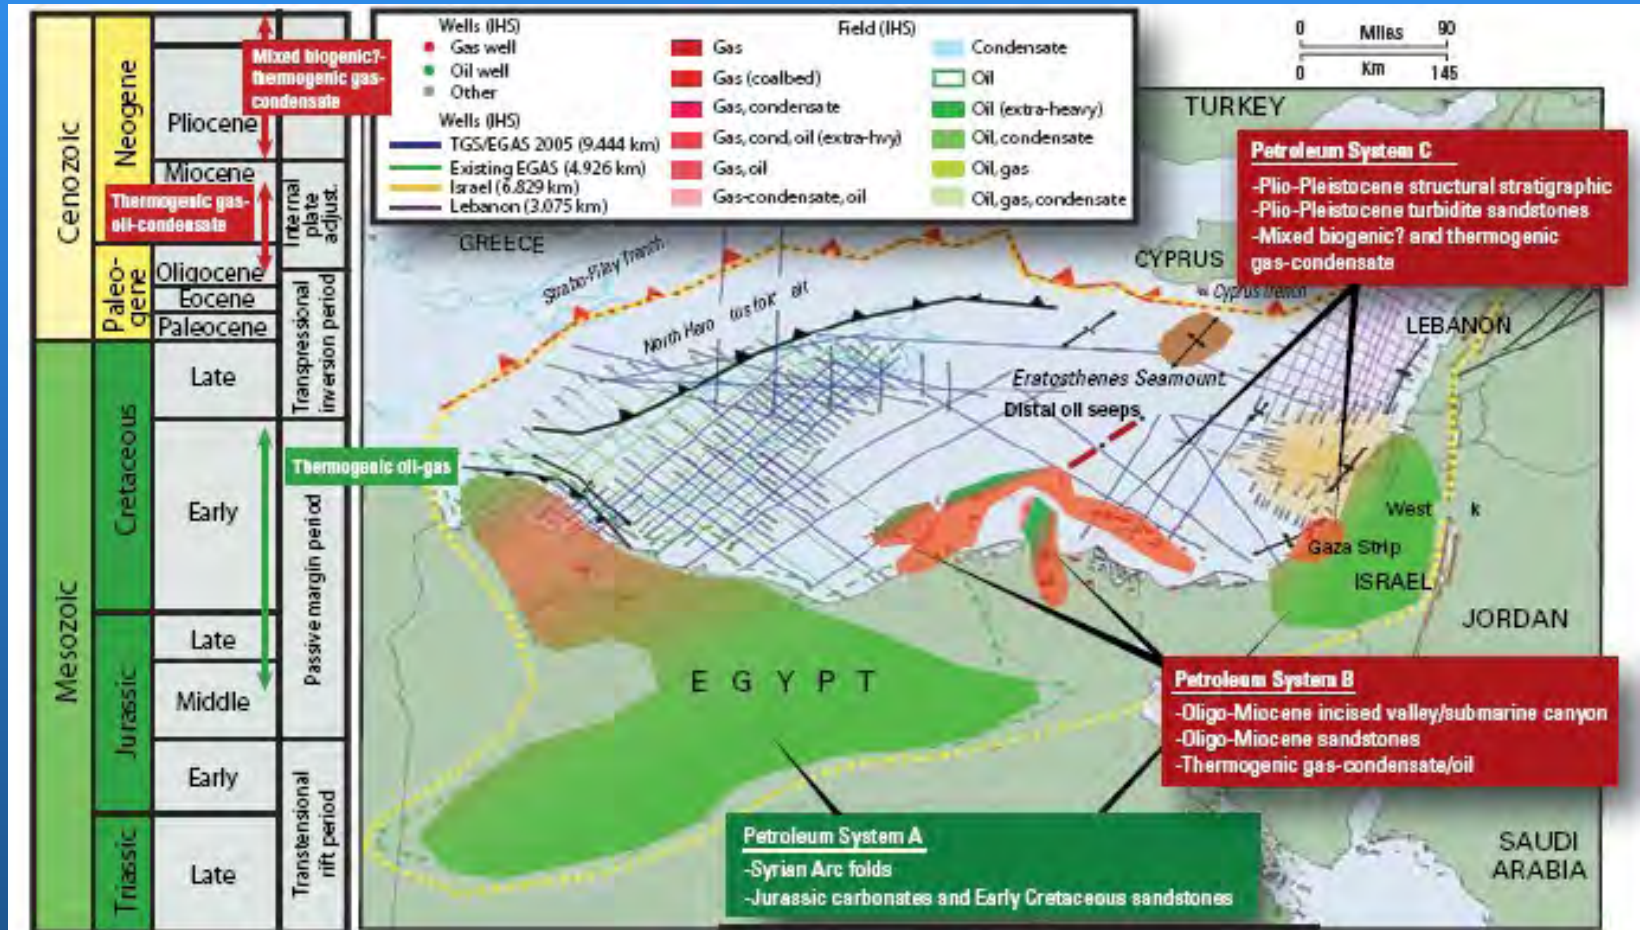 Cenozoic
Neogene
Paleo-
gene
Mesozoic
Cretaceous
Jurassic
Triassic
Pliocene
Miocene
Oligocene
Eocene
Paleocene
Late
Early
Late
Middle
Early
Late
Internal
plate
adjust.
Transpressional
inversion period
Passive margin period
Transtensional
rift period
Mixed biogenic?-
thermogenic gas-
condensate
Thermogenic gas-
oil-condensate
Thermogenic oil-gas
Wells (IHS)
Gas well
Oil well
Other
Wells (IHS)
TGS/EGAS 2005 (9.444 km)
Existing EGAS (4.926 km)
Israel (6.829 km)
Lebanon (3.075 km)
Field (IHS)
Gas
Gas (coalbed)
Gas, condensate
Gas, cond, oil (extra-hvy)
Gas, oil
Gas-condensate, oil
Condensate
Oil
Oil (extra-heavy)
Oil, condensate
Oil, gas
Oil, gas, condensate
0 Miles 90
0 Km 145
TURKEY
GREECE
CYPRUS
Cyprus trench
LEBANON
Eratosthenes Seamount
Distal oil seeps
West k
Gaza Strip
ISRAEL
JORDAN
EGYPT
SAUDI
ARABIA
Petroleum System C
-Plio-Pleistocene structural stratigraphic
-Plio-Pleistocene turbidite sandstones
-Mixed biogenic? and thermogenic
gas-condensate
Petroleum System B
-Oligo-Miocene incised valley/submarine canyon
-Oligo-Miocene sandstones
-Thermogenic gas-condensate/oil
Petroleum System A
-Syrian Arc folds
-Jurassic carbonates and Early Cretaceous sandstones